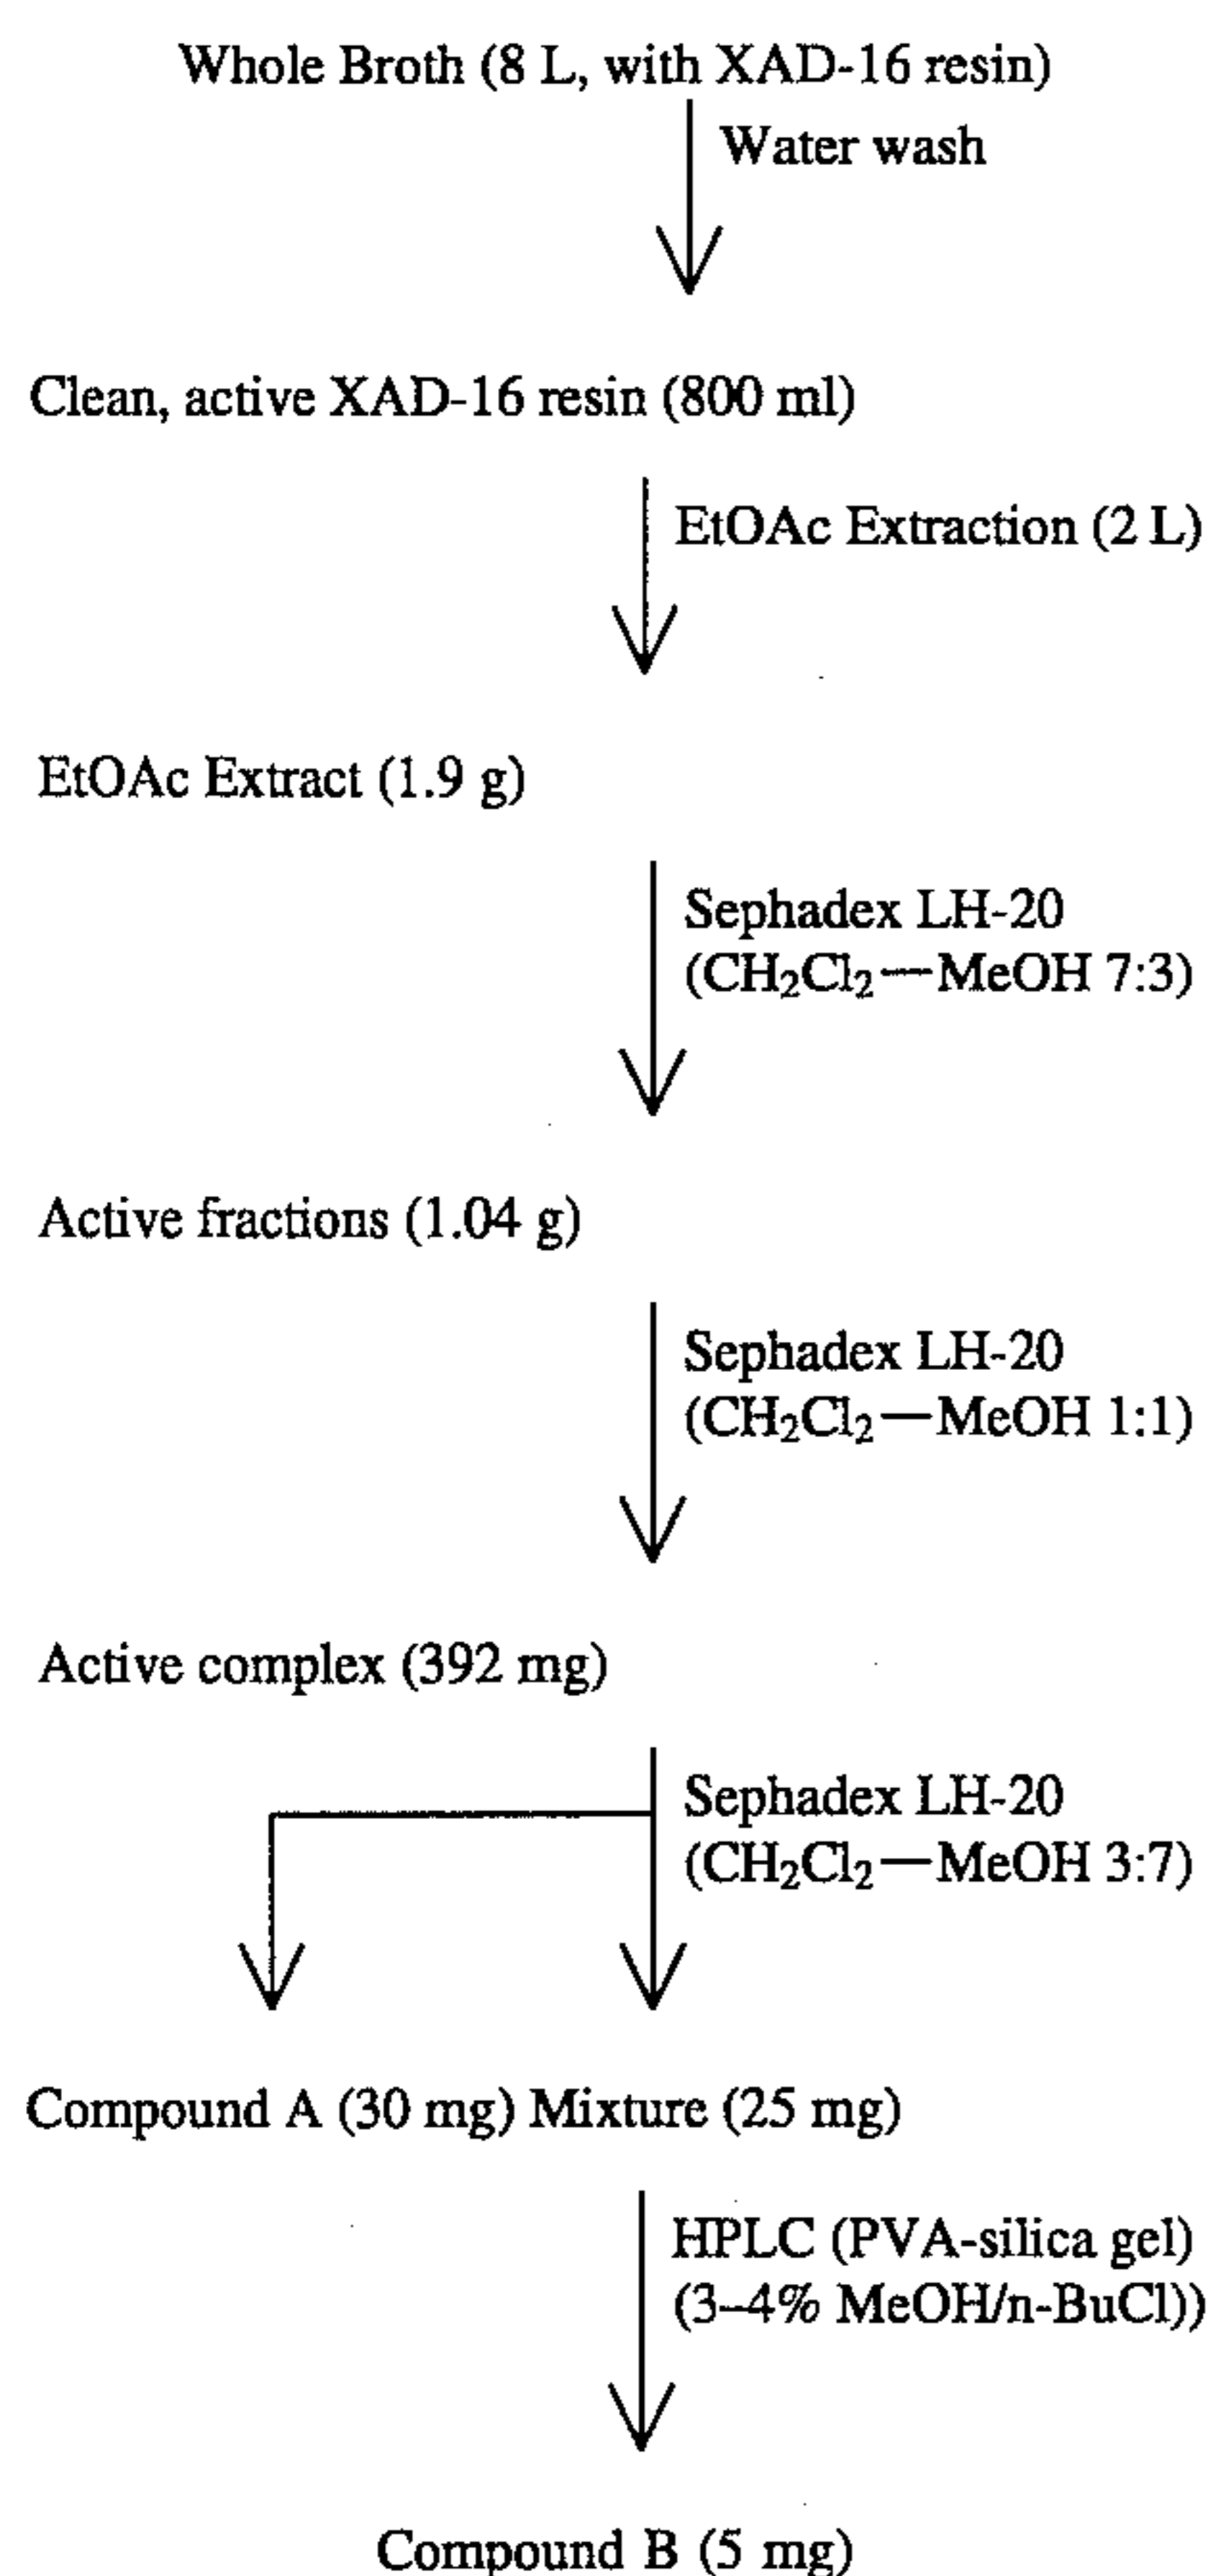 Whole Broth (8 L, with XAD-16 resin)
Water wash
Clean, active XAD-16 resin (800 ml)
EtOAc Extraction (2 L)
EtOAc Extract (1.9 g)
Sephadex LH-20
(CH₂Cl₂—MeOH 7:3)
Active fractions (1.04 g)
Sephadex LH-20
(CH₂Cl₂—MeOH 1:1)
Active complex (392 mg)
Sephadex LH-20
(CH₂Cl₂—MeOH 3:7)
Compound A (30 mg) Mixture (25 mg)
HPLC (PVA-silica gel)
(3–4% MeOH/n-BuCl))
Compound B (5 mg)